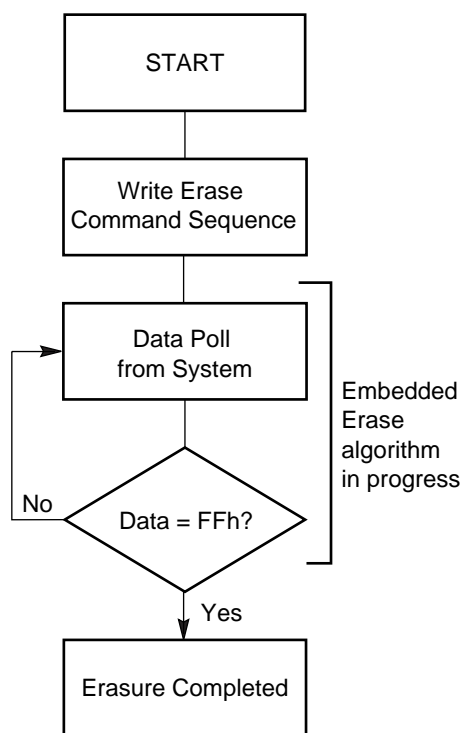 START
Write Erase
Command Sequence
Data Poll
from System
Embedded
Erase
algorithm
in progress
No
Data = FFh?
Yes
Erasure Completed